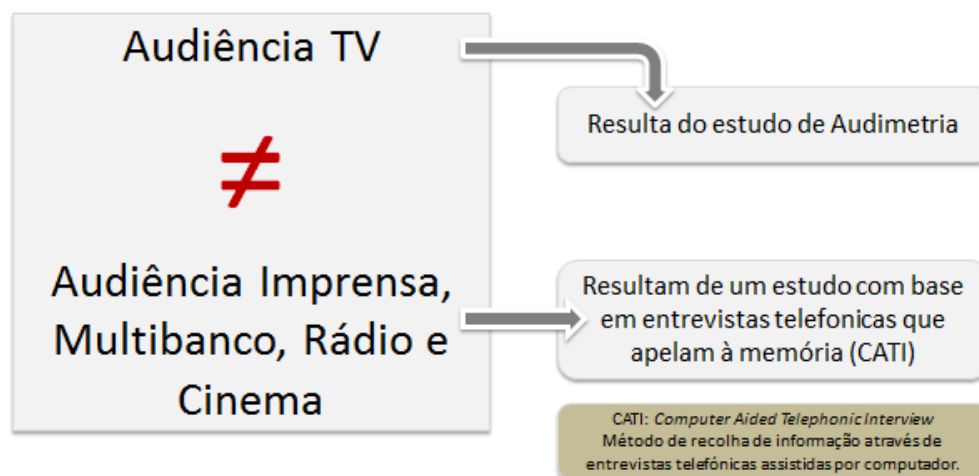 Audiência TV
≠
Audiência Imprensa,
Multibanco, Rádio e
Cinema
Resulta do estudo de Audimetria
Resultam de um estudo com base
em entrevistas telefonicas que
apelam à memória (CATI)
CATI: Computer Aided Telephonic Interview
Método de recolha de informação através de
entrevistas telefónicas assistidas por computador.